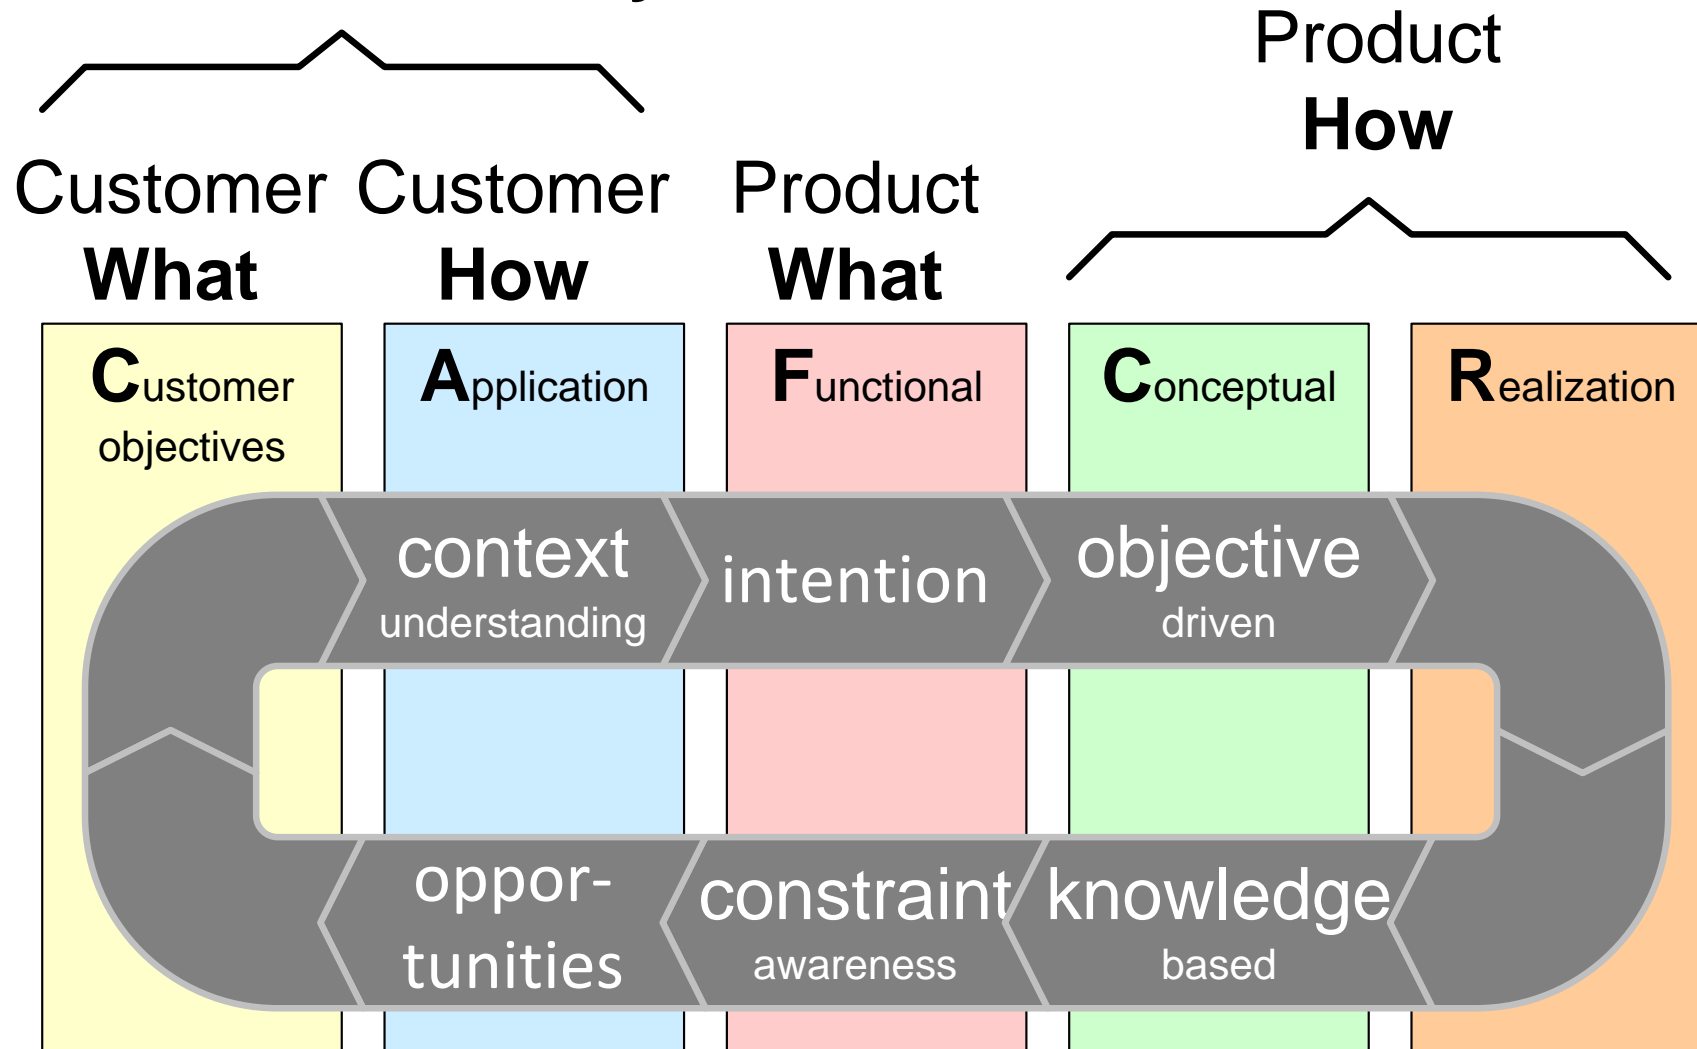 Product
How
Customer Customer Product
What How What
Customer Application Functional Conceptual Realization
objectives
context intention objective
understanding driven
oppor- constraint knowledge
tunities awareness based